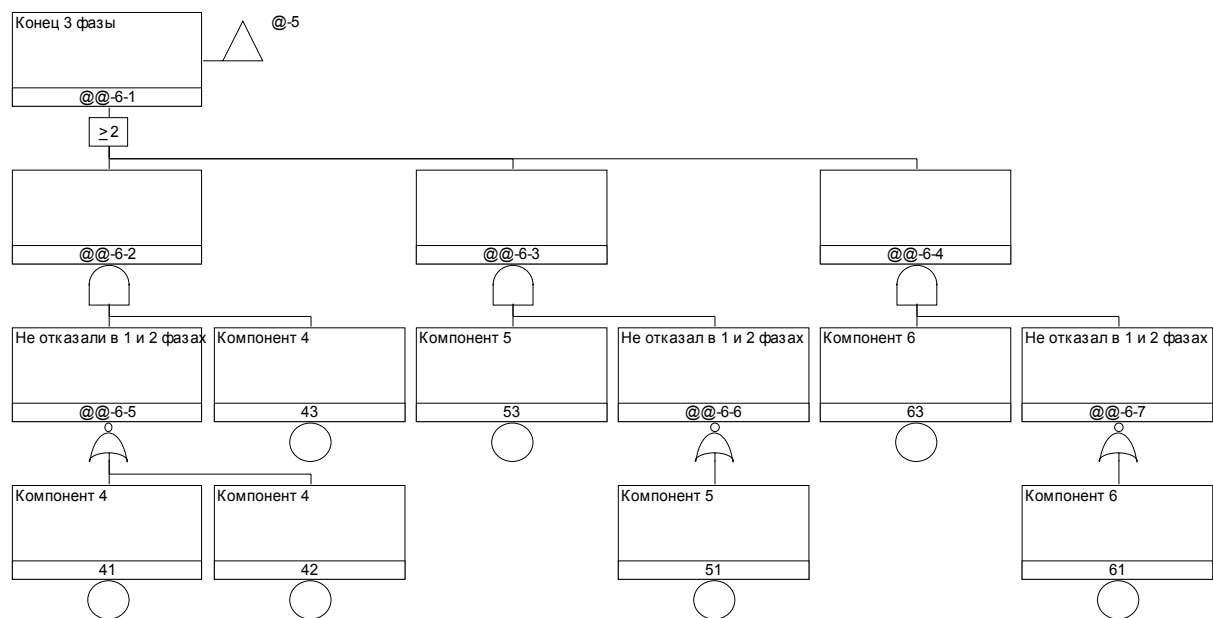 Конец 3 фазы
@-5
@@-6-1
≥2
@@-6-2
@@-6-3
@@-6-4
Не отказали в 1 и 2 фазах
Компонент 4
Компонент 5
Не отказал в 1 и 2 фазах
Компонент 6
Не отказал в 1 и 2 фазах
@@-6-5
43
53
@@-6-6
63
@@-6-7
Компонент 4
Компонент 4
Компонент 5
Компонент 6
41
42
51
61